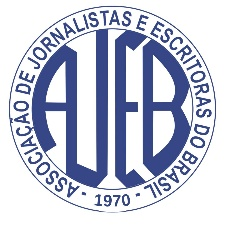 ASSOCIAÇÃO DE JORNALISTAS E ESCRITORAS DO BRASIL
AJEB
- 1970 -